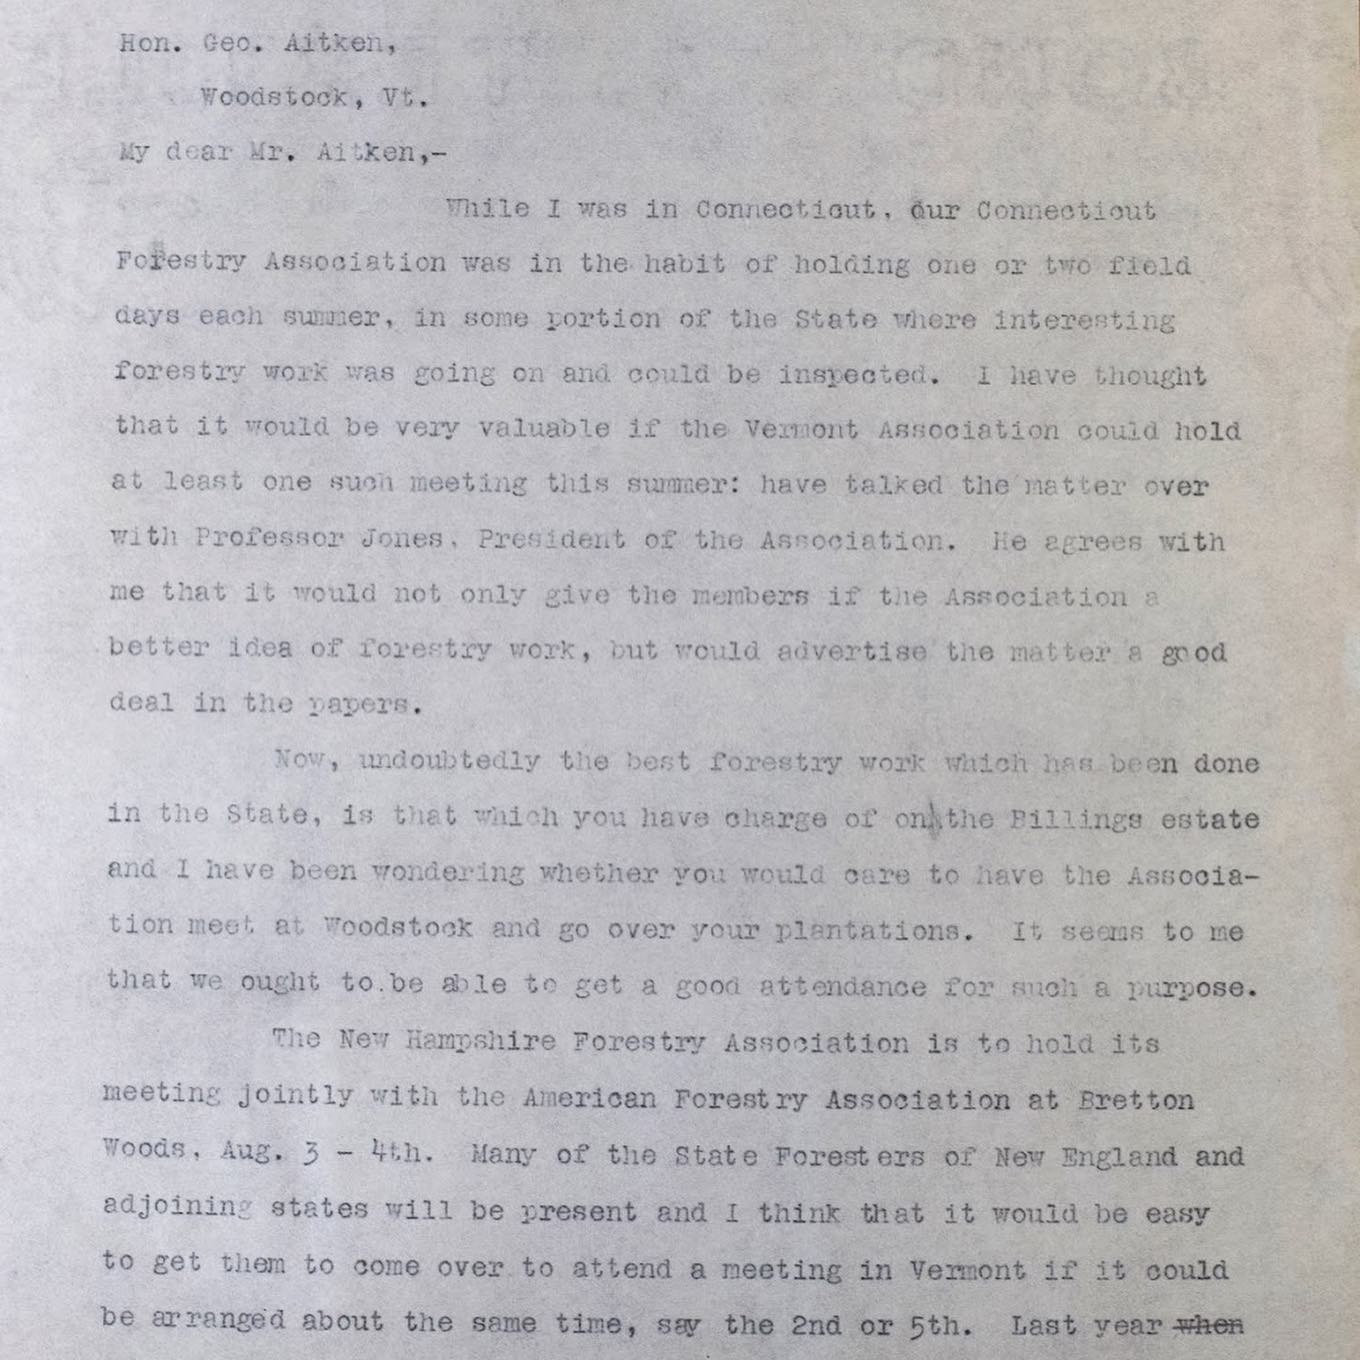 Hon. Geo. Aitken,
Woodstock, Vt.
My dear Mr. Aitken,-
While I was in Connecticut, our Connecticut
Forestry Association was in the habit of holding one or two field
days each summer, in some portion of the State where interesting
forestry work was going on and could be inspected. I have thought
that it would be very valuable if the Vermont Association could hold
at least one such meeting this summer: have talked the matter over
with Professor Jones, President of the Association. He agrees with
me that it would not only give the members if the Association a
better idea of forestry work, but would advertise the matter a good
deal in the papers.
Now, undoubtedly the best forestry work which has been done
in the State, is that which you have charge of on the Billings estate
and I have been wondering whether you would care to have the Associa-
tion meet at Woodstock and go over your plantations. It seems to me
that we ought to be able to get a good attendance for such a purpose.
The New Hampshire Forestry Association is to hold its
meeting jointly with the American Forestry Association at Bretton
Woods, Aug. 3 - 4th. Many of the State Foresters of New England and
adjoining states will be present and I think that it would be easy
to get them to come over to attend a meeting in Vermont if it could
be arranged about the same time, say the 2nd or 5th. Last year when